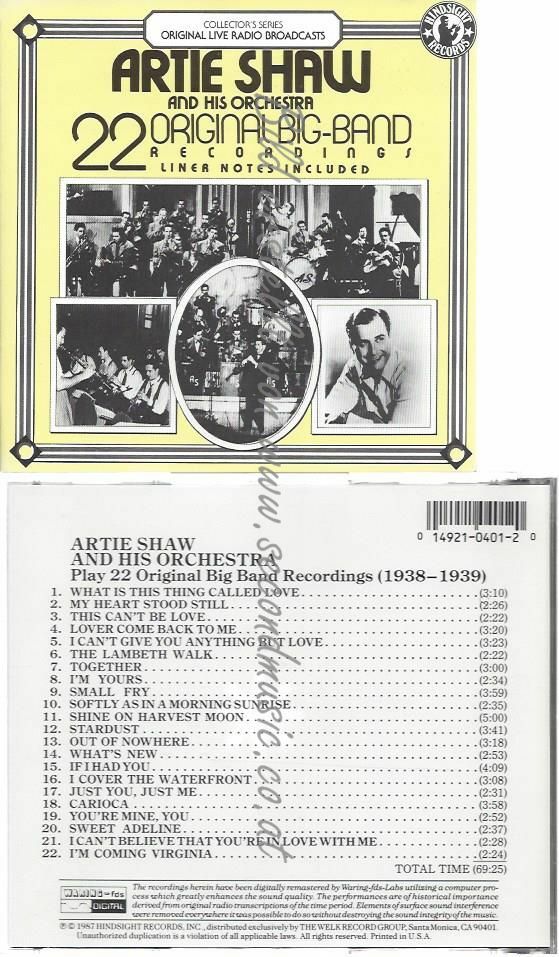 COLLECTOR'S SERIES
ORIGINAL LIVE RADIO BROADCASTS
HINDSIGHT RECORDS
ARTIE SHAW
AND HIS ORCHESTRA
22 ORIGINAL BIG-BAND
RECORDINGS
LINER NOTES INCLUDED
AS
AS
AS
www.secondmusic.co.at
0 14921-0401-2 0
ARTIE SHAW
AND HIS ORCHESTRA
Play 22 Original Big Band Recordings (1938–1939)
1. WHAT IS THIS THING CALLED LOVE (3:10)
2. MY HEART STOOD STILL (2:26)
3. THIS CAN'T BE LOVE (2:22)
4. LOVER COME BACK TO ME (3:20)
5. I CAN'T GIVE YOU ANYTHING BUT LOVE (3:23)
6. THE LAMBETH WALK (2:22)
7. TOGETHER (3:00)
8. I'M YOURS (2:34)
9. SMALL FRY (3:59)
10. SOFTLY AS IN A MORNING SUNRISE (2:35)
11. SHINE ON HARVEST MOON (5:00)
12. STARDUST (3:41)
13. OUT OF NOWHERE (3:18)
14. WHAT'S NEW (2:53)
15. IF I HAD YOU (4:09)
16. I COVER THE WATERFRONT (3:08)
17. JUST YOU, JUST ME (2:31)
18. CARIOCA (3:58)
19. YOU'RE MINE, YOU (2:52)
20. SWEET ADELINE (2:37)
21. I CAN'T BELIEVE THAT YOU'RE IN LOVE WITH ME (2:28)
22. I'M COMING VIRGINIA (2:24)
TOTAL TIME (69:25)
WARING-fds
DIGITAL
The recordings herein have been digitally remastered by Waring-fds-Labs utilizing a computer pro-
cess which greatly enhances the sound quality. The performances are of historical importance
derived from original radio transcriptions of the time period. Elements of surface sound interference
were removed everywhere it was possible to do so without destroying the sound integrity of the music.
℗ © 1987 HINDSIGHT RECORDS, INC., distributed exclusively by THE WELK RECORD GROUP, Santa Monica, CA 90401.
Unauthorized duplication is a violation of all applicable laws. All rights reserved. Printed in U.S.A.